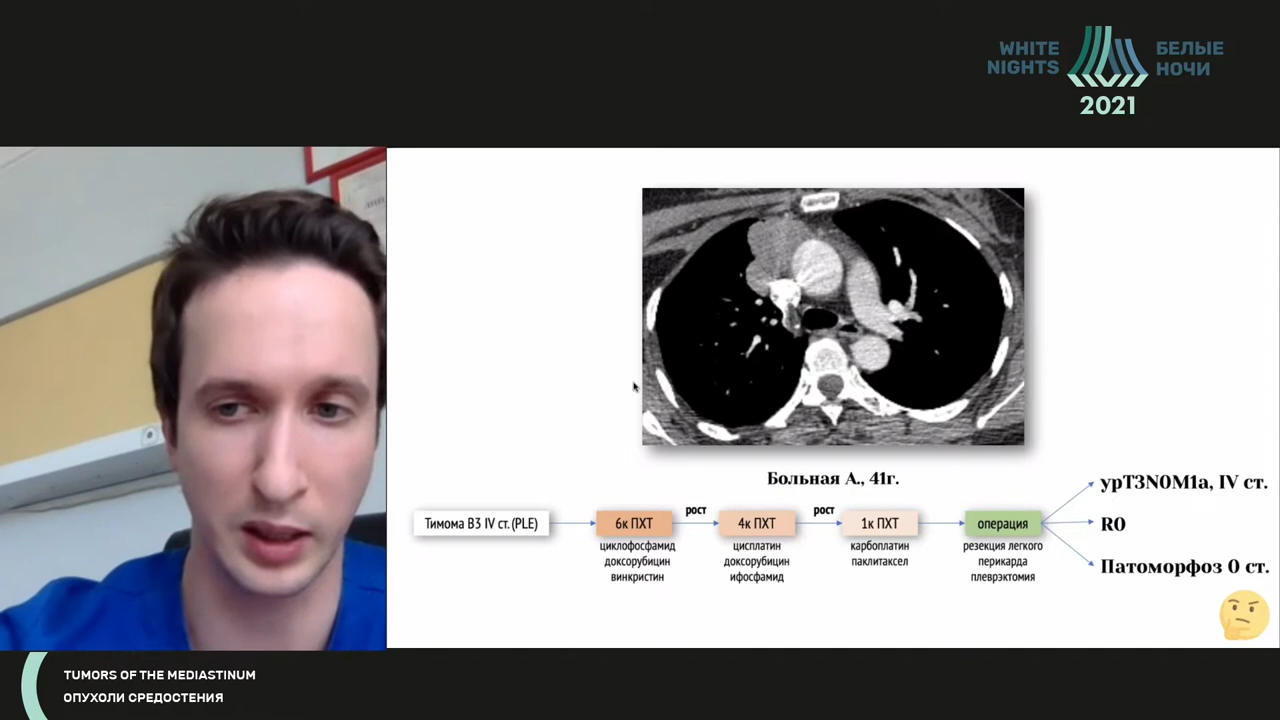 WHITE
NIGHTS
БЕЛЫЕ
НОЧИ
2021
Больная А., 41г.
Тимома В3 IV ст. (PLE)
6к ПХТ
циклофосфамид
доксорубицин
винкристин
рост
4к ПХТ
цисплатин
доксорубицин
ифосфамид
рост
1к ПХТ
карбоплатин
паклитаксел
операция
резекция легкого
перикарда
плеврэктомия
ypT3N0M1a, IV ст.
R0
Патоморфоз 0 ст.
TUMORS OF THE MEDIASTINUM
ОПУХОЛИ СРЕДОСТЕНИЯ